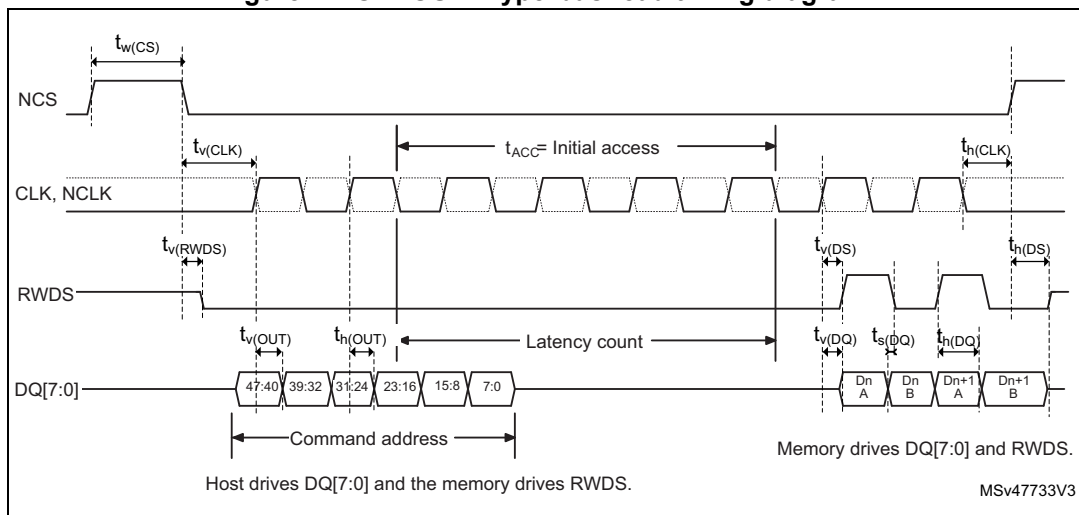 t_w(CS)
NCS
t_v(CLK)
t_ACC= Initial access
t_h(CLK)
CLK, NCLK
t_v(RWDS)
t_v(DS)
t_h(DS)
RWDS
t_v(OUT)
t_h(OUT)
Latency count
t_v(DQ)
t_s(DQ)
t_h(DQ)
DQ[7:0]
47:40 39:32 31:24 23:16 15:8 7:0
Dn A
Dn B
Dn+1 A
Dn+1 B
Command address
Memory drives DQ[7:0] and RWDS.
Host drives DQ[7:0] and the memory drives RWDS.
MSv47733V3